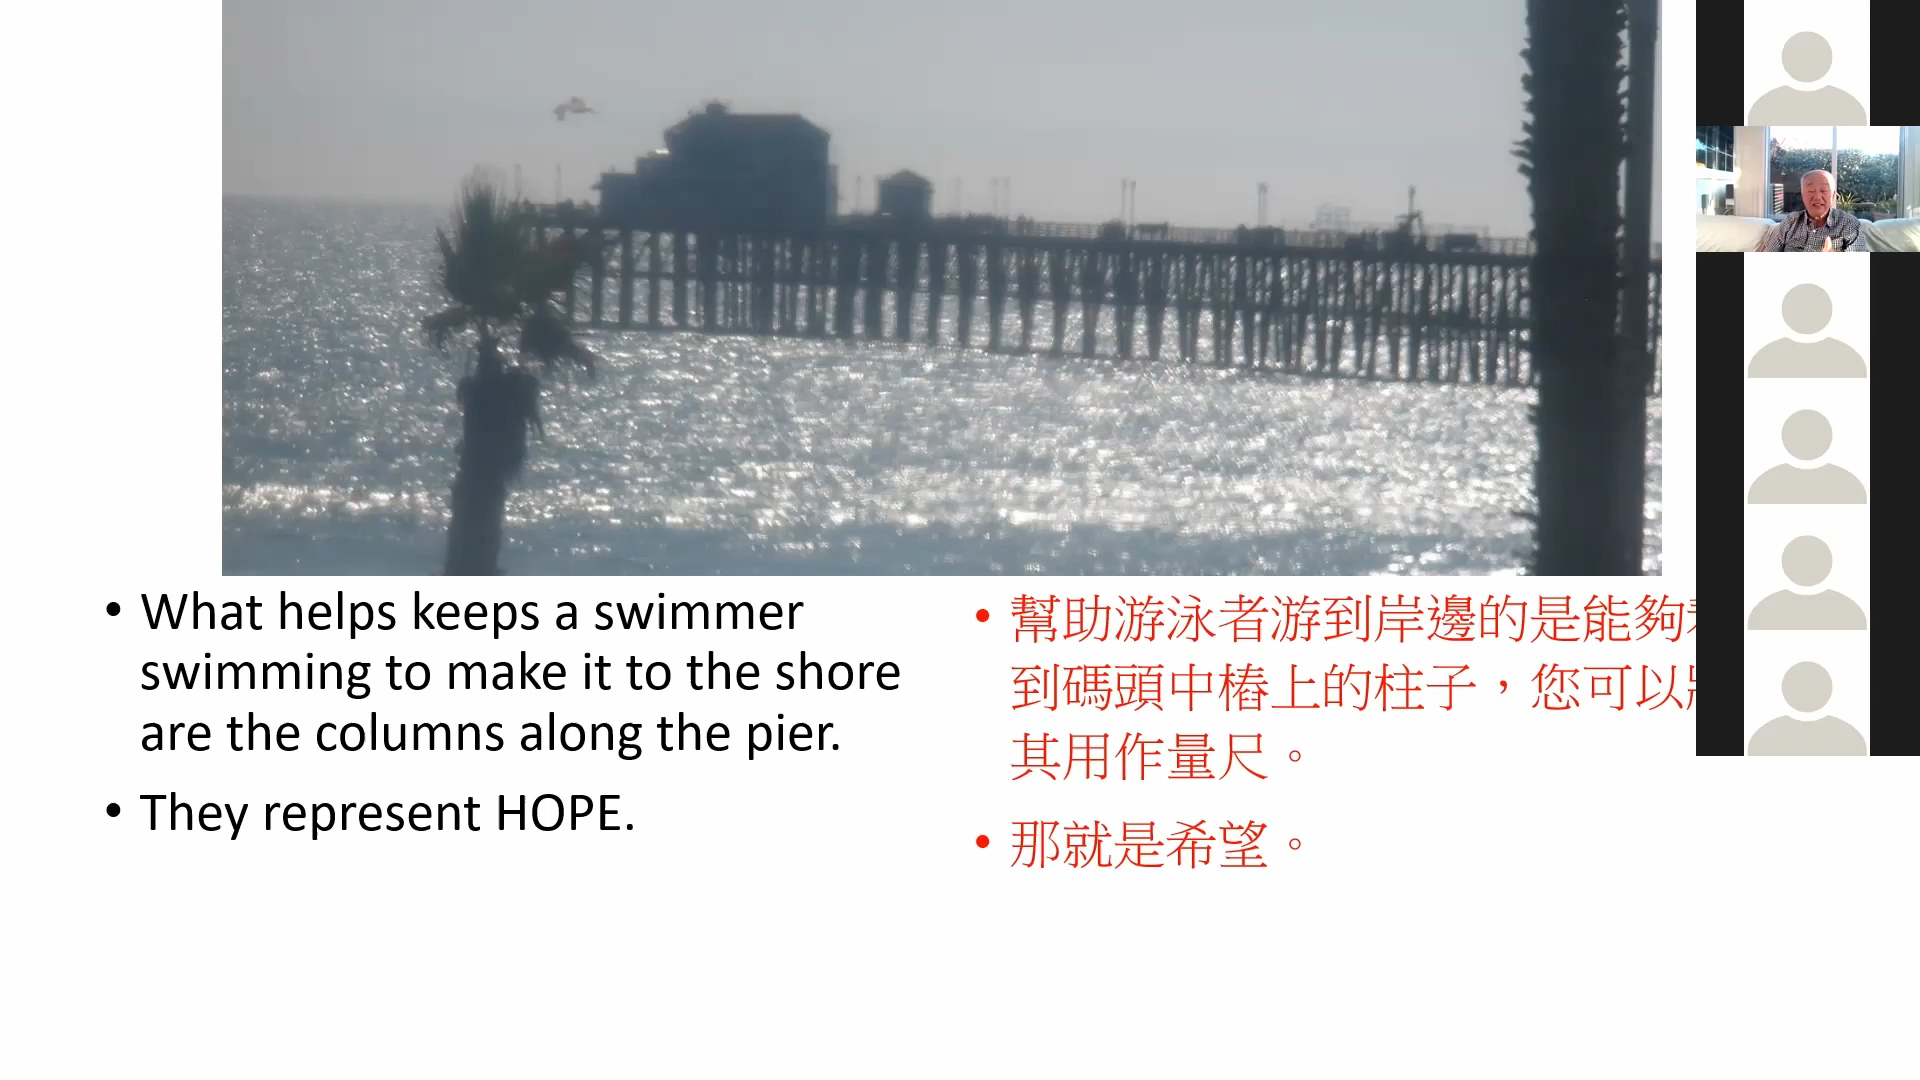 • What helps keeps a swimmer
swimming to make it to the shore
are the columns along the pier.
• They represent HOPE.
• 幫助游泳者游到岸邊的是能夠
到碼頭中樁上的柱子，您可以
其用作量尺。
• 那就是希望。